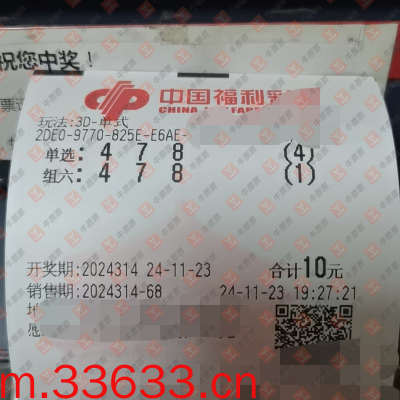 祝您中奖！
中国福利
CHINA
玩法:3D-单式
2DE0-9770-825E-E6AE-
单选: 4 7 8 (4)
组六: 4 7 8 (1)
开奖期:2024314 24-11-23 合计10元
销售期:2024314-68 24-11-23 19:27:21
m.33633.cn